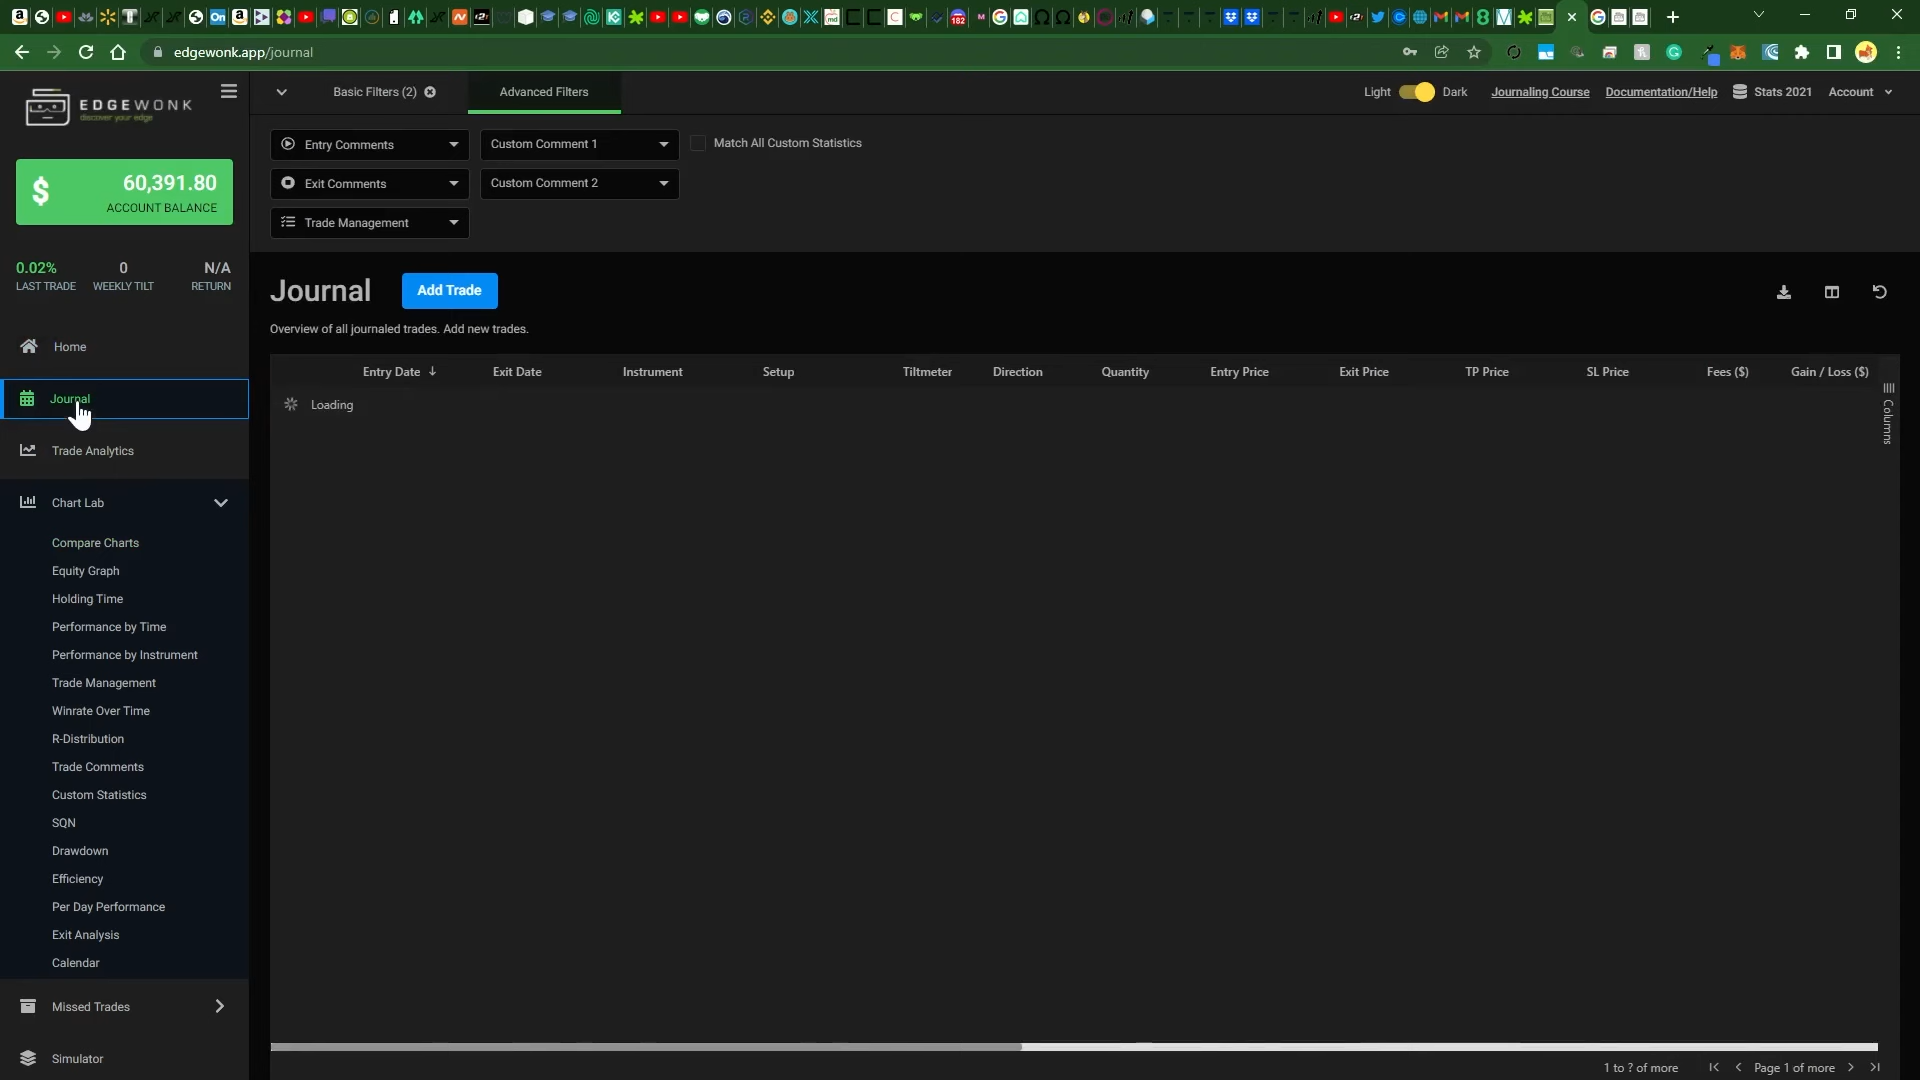 edgewonk.app/journal
EDGEWONK
discover your edge
Basic Filters (2)
Advanced Filters
Light
Dark
Journaling Course
Documentation/Help
Stats 2021
Account
Entry Comments
Custom Comment 1
Match All Custom Statistics
Exit Comments
Custom Comment 2
Trade Management
$
60,391.80
ACCOUNT BALANCE
0.02%
LAST TRADE
0
WEEKLY TILT
N/A
RETURN
Journal
Add Trade
Overview of all journaled trades. Add new trades.
Home
Journal
Trade Analytics
Chart Lab
Compare Charts
Equity Graph
Holding Time
Performance by Time
Performance by Instrument
Trade Management
Winrate Over Time
R-Distribution
Trade Comments
Custom Statistics
SQN
Drawdown
Efficiency
Per Day Performance
Exit Analysis
Calendar
Missed Trades
Simulator
Entry Date
Exit Date
Instrument
Setup
Tiltmeter
Direction
Quantity
Entry Price
Exit Price
TP Price
SL Price
Fees ($)
Gain / Loss ($)
Loading
Columns
1 to ? of more
Page 1 of more